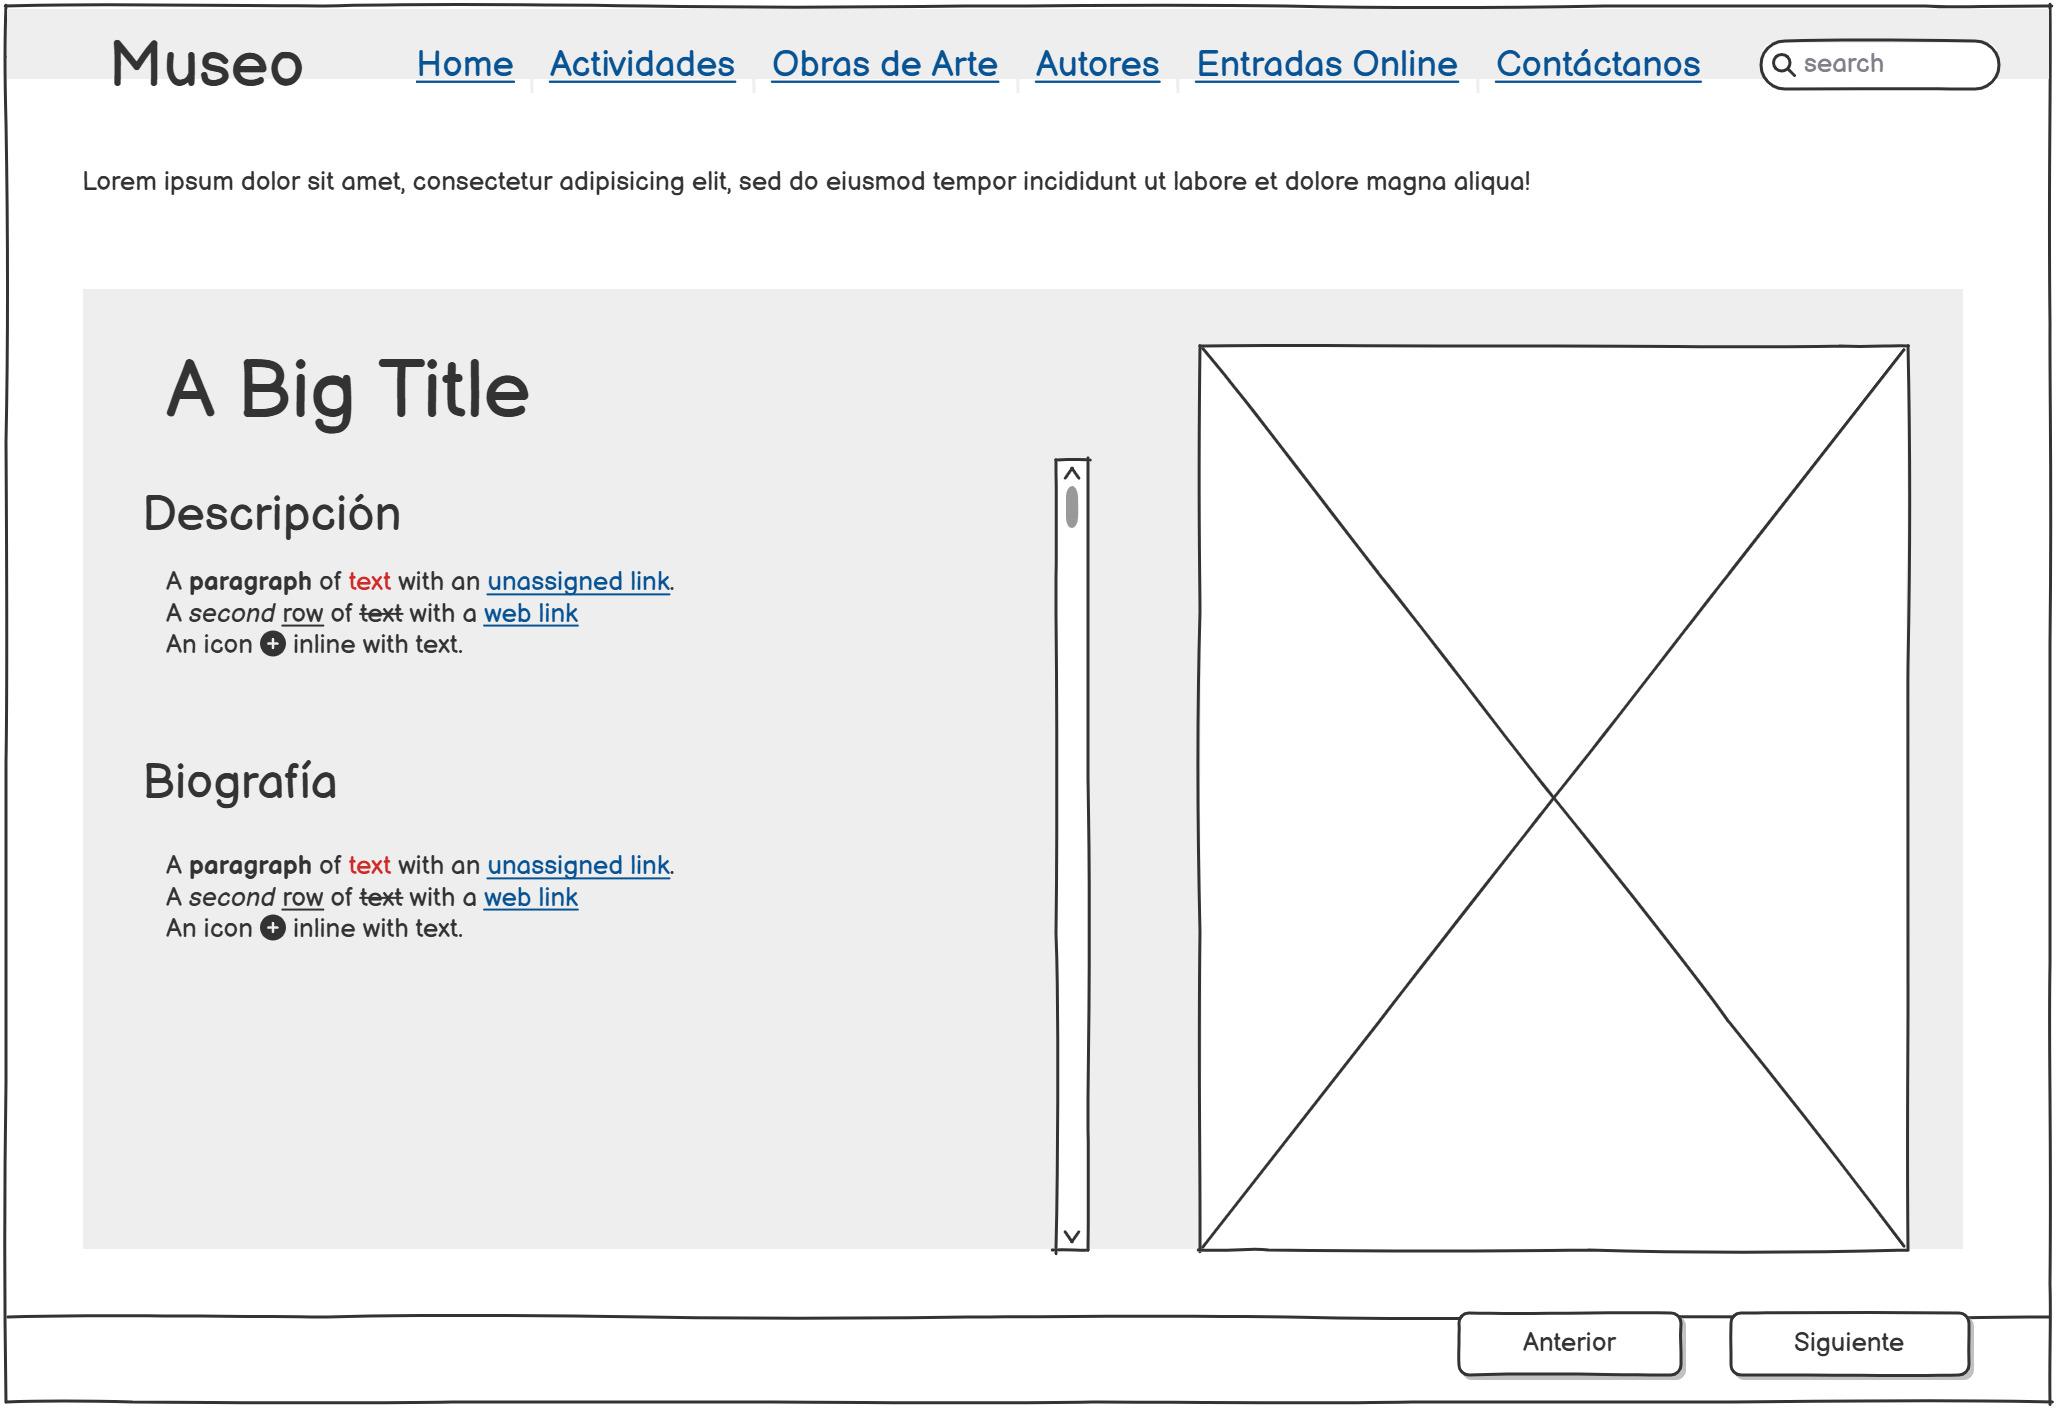 Museo
Home Actividades Obras de Arte Autores Entradas Online Contáctanos search
Lorem ipsum dolor sit amet, consectetur adipisicing elit, sed do eiusmod tempor incididunt ut labore et dolore magna aliqua!
A Big Title
Descripción
A paragraph of text with an unassigned link.
A second row of text with a web link
An icon inline with text.
Biografía
A paragraph of text with an unassigned link.
A second row of text with a web link
An icon inline with text.
Anterior Siguiente